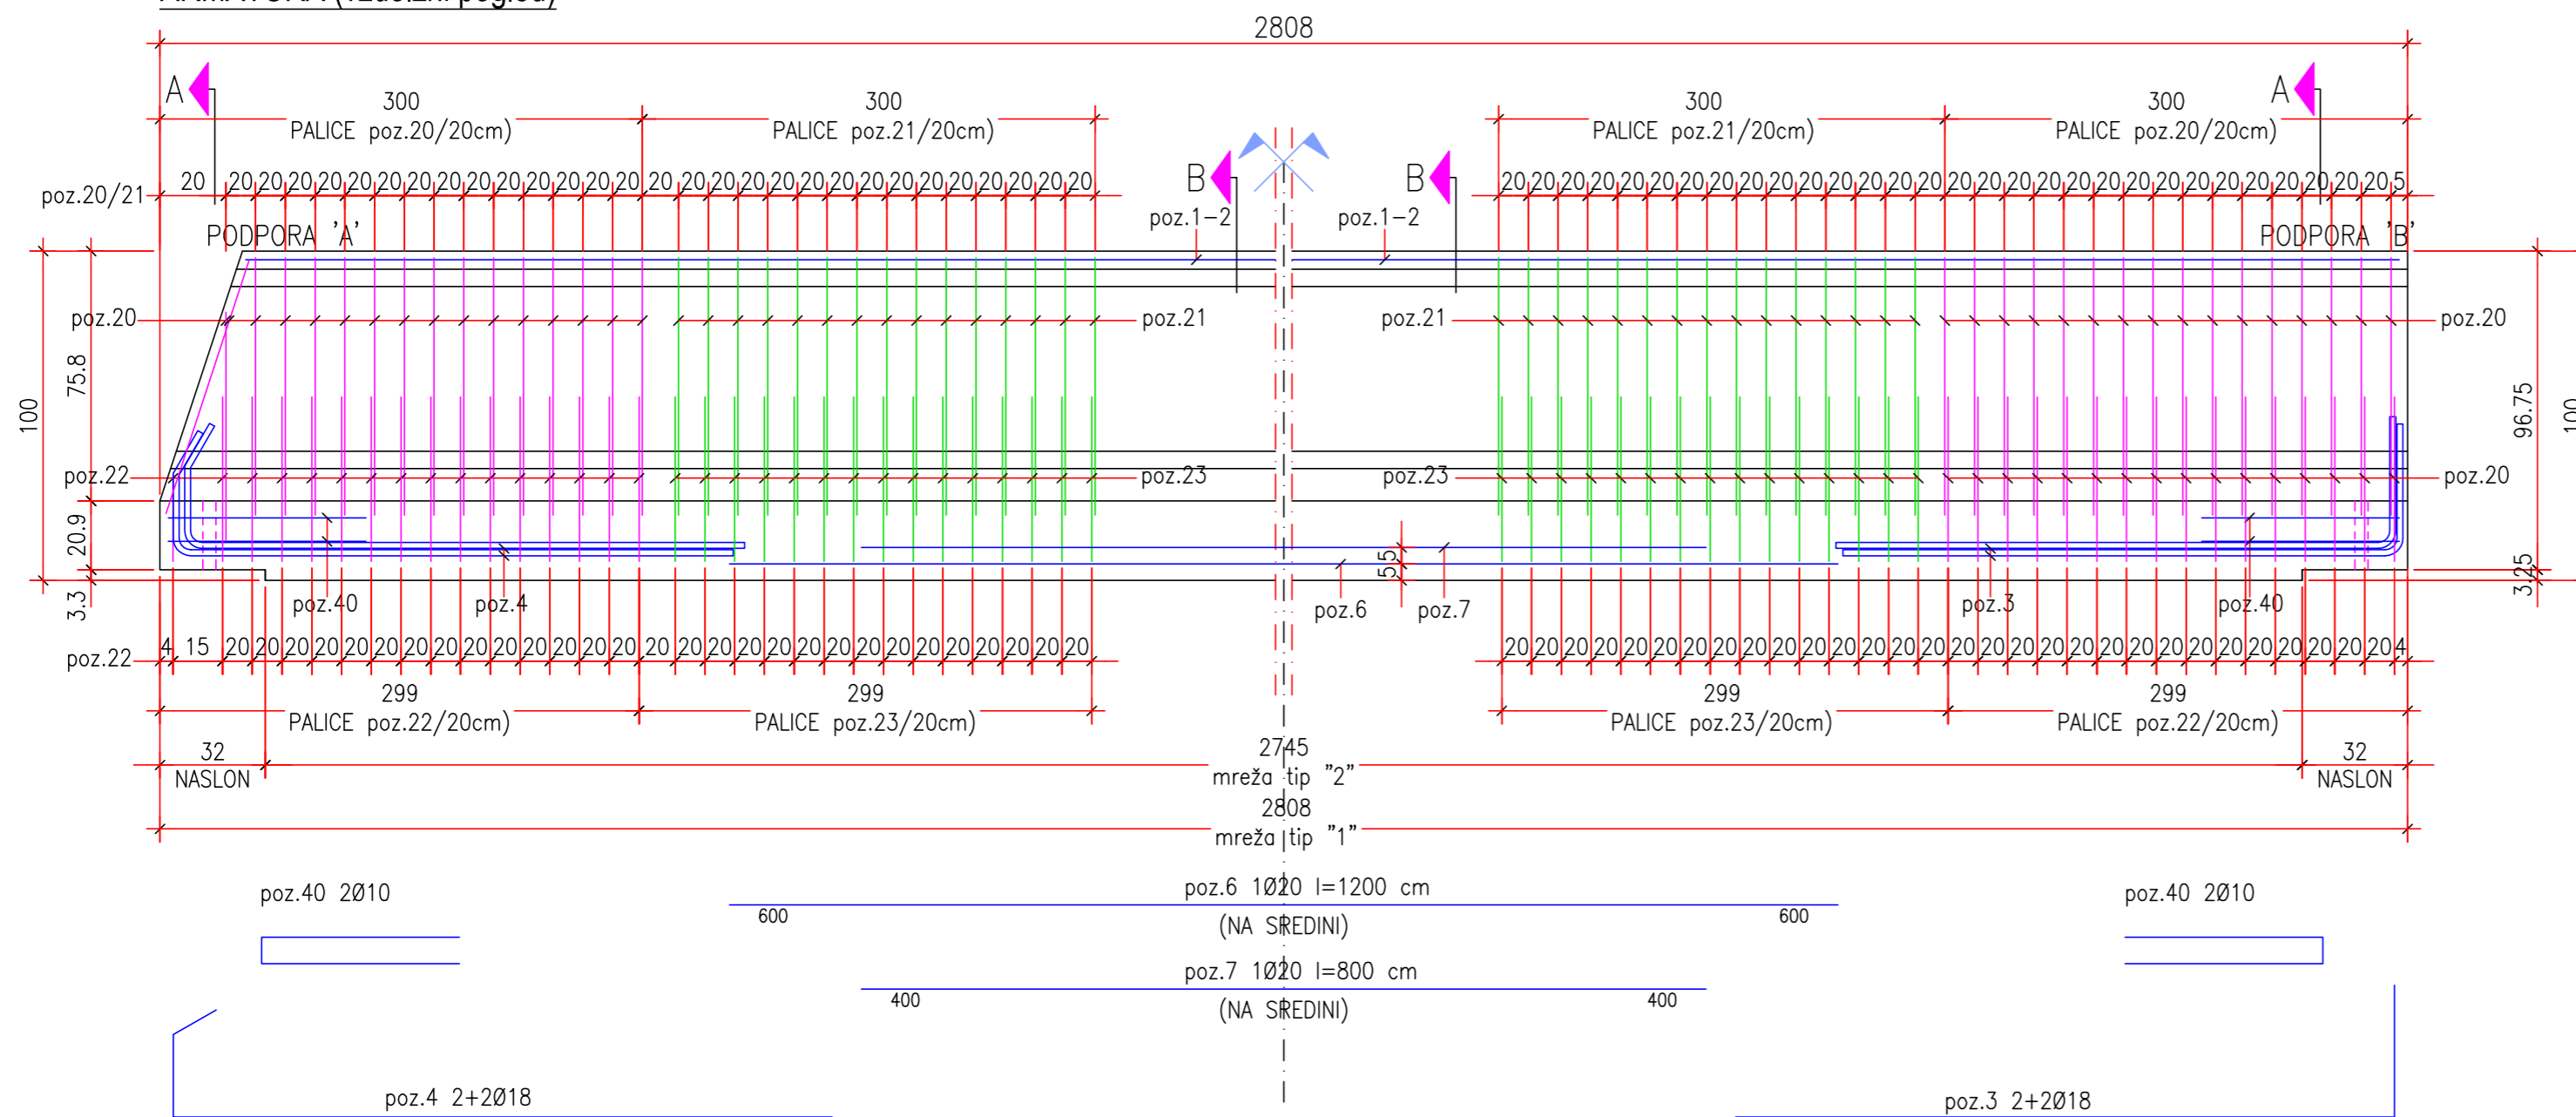 2808
A
300
PALICE poz.20/20cm)
300
PALICE poz.21/20cm)
300
PALICE poz.21/20cm)
300
PALICE poz.20/20cm)
A
B
B
poz.20/21
20 20 20 20 20 20 20 20 20 20 20 20 20 20 20 20 20 20 20 20 20 20 20 20 20 20 20 20 20 20
20 20 20 20 20 20 20 20 20 20 20 20 20 20 20 20 20 20 20 20 20 20 20 20 20 20 20 20 20 20 5
poz.1-2
poz.1-2
PODPORA 'A'
PODPORA 'B'
poz.20
poz.21
poz.21
poz.20
100
75.8
20.9
3.3
96.75
3.25
100
poz.22
poz.23
poz.23
poz.20
5
5.5
poz.40
poz.4
poz.6
poz.7
poz.3
poz.40
poz.22
4 15 20 20 20 20 20 20 20 20 20 20 20 20 20 20 20 20 20 20 20 20 20 20 20 20 20 20 20 20 20
20 20 20 20 20 20 20 20 20 20 20 20 20 20 20 20 20 20 20 20 20 20 20 20 20 20 20 20 20 20 4
299
PALICE poz.22/20cm)
299
PALICE poz.23/20cm)
299
PALICE poz.23/20cm)
299
PALICE poz.22/20cm)
32
NASLON
2745
mreža tip "2"
32
NASLON
2808
mreža tip "1"
poz.40 2Ø10
poz.6 1Ø20 l=1200 cm
poz.40 2Ø10
600
(NA SREDINI)
600
poz.7 1Ø20 l=800 cm
400
(NA SREDINI)
400
poz.4 2+2Ø18
poz.3 2+2Ø18